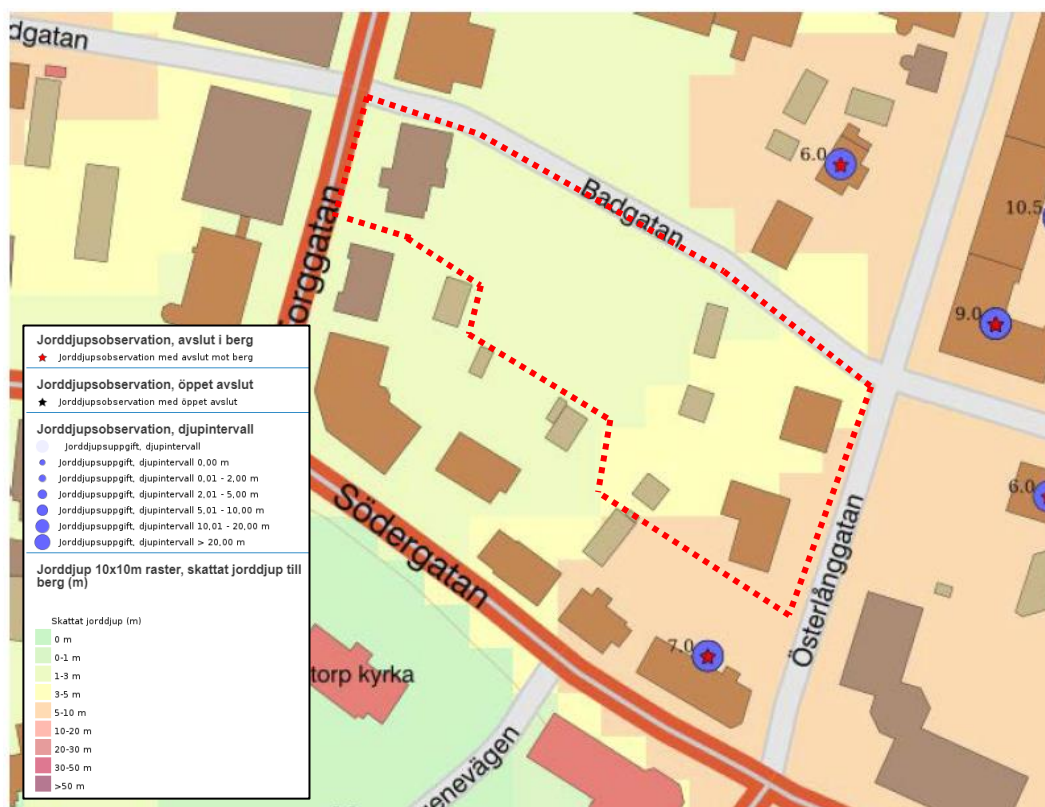 dgatan
Badgatan
6.0
10.5
orggatan
9.0
6.0
Södergatan
Österlånggatan
7.0
torp kyrka
enevägen
Jorddjupsobservation, avslut i berg
Jorddjupsobservation med avslut mot berg
Jorddjupsobservation, öppet avslut
Jorddjupsobservation med öppet avslut
Jorddjupsobservation, djupintervall
Jorddjupsuppgift, djupintervall
Jorddjupsuppgift, djupintervall 0,00 m
Jorddjupsuppgift, djupintervall 0,01 - 2,00 m
Jorddjupsuppgift, djupintervall 2,01 - 5,00 m
Jorddjupsuppgift, djupintervall 5,01 - 10,00 m
Jorddjupsuppgift, djupintervall 10,01 - 20,00 m
Jorddjupsuppgift, djupintervall > 20,00 m
Jorddjup 10x10m raster, skattat jorddjup till
berg (m)
Skattat jorddjup (m)
0 m
0-1 m
1-3 m
3-5 m
5-10 m
10-20 m
20-30 m
30-50 m
>50 m